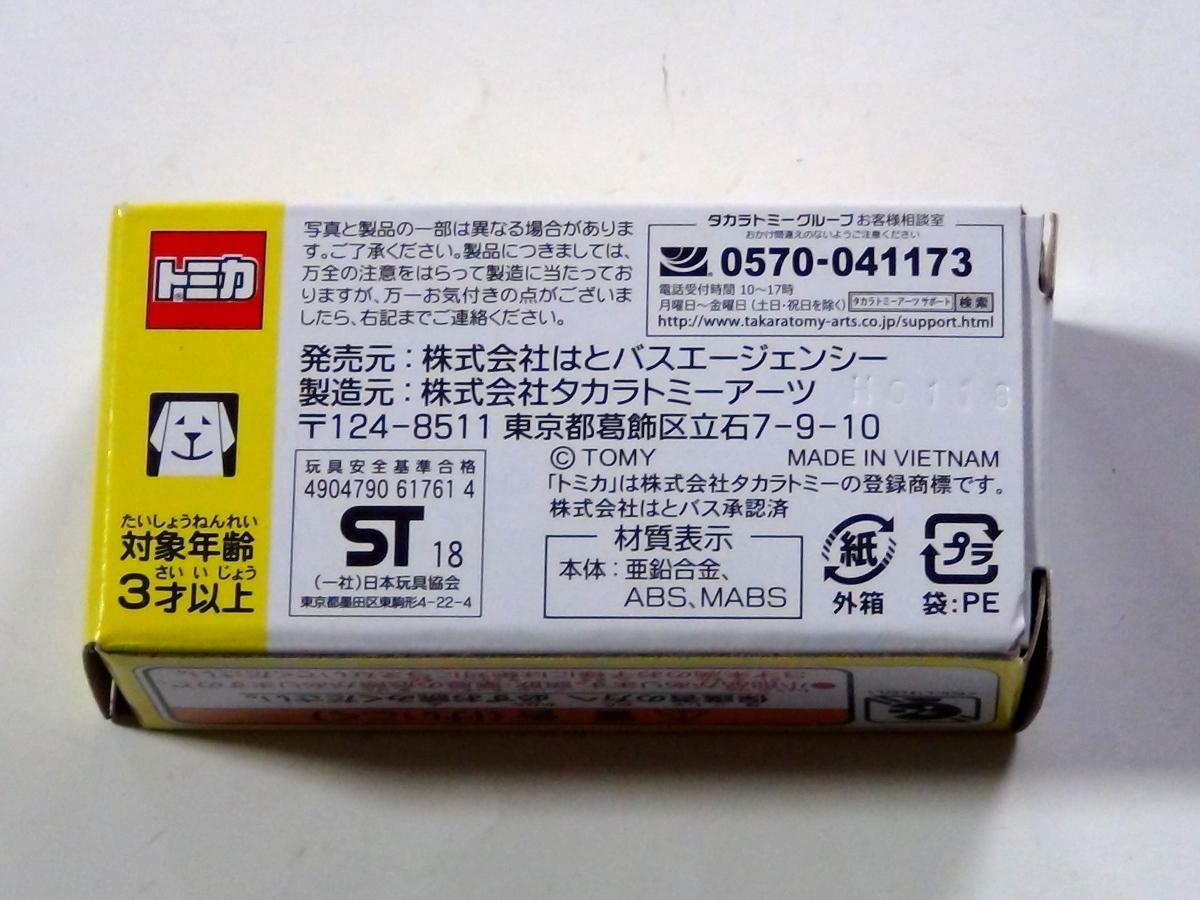 トミカ
写真と製品の一部は異なる場合がありま
す。ご了承ください。製品につきましては、
万全の注意をはらって製造に当たってお
りますが、万一お気付きの点がございま
したら、右記までご連絡ください。
タカラトミーグループ お客様相談室
おかけ間違えのないようご注意ください
0570-041173
電話受付時間 10〜17時
月曜日〜金曜日(土日・祝日を除く) タカラトミーアーツ サポート 検索
http://www.takaratomy-arts.co.jp/support.html
発売元:株式会社はとバスエージェンシー
製造元:株式会社タカラトミーアーツ
〒124-8511 東京都葛飾区立石7-9-10
© TOMY MADE IN VIETNAM
「トミカ」は株式会社タカラトミーの登録商標です。
株式会社はとバス承認済
玩具安全基準合格
4904790 61761 4
ST 18
(一社)日本玩具協会
東京都墨田区東駒形4-22-4
材質表示
本体:亜鉛合金、
ABS、MABS
紙
外箱
プラ
袋:PE
たいしょうねんれい
対象年齢
さい いじょう
3才以上
保護者の方へ 必ずお読みください。